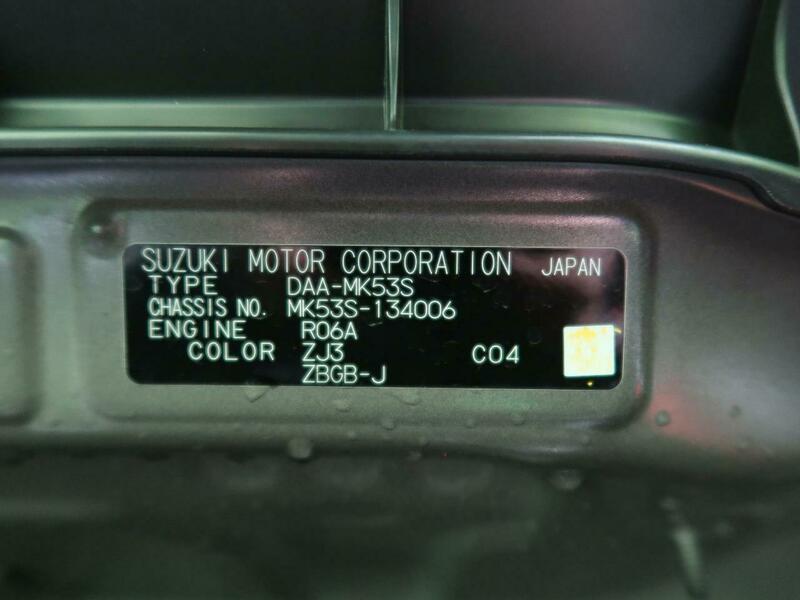 SUZUKI MOTOR CORPORATION JAPAN
TYPE DAA-MK53S
CHASSIS NO. MK53S-134006
ENGINE R06A
COLOR ZJ3 C04
ZBGB-J